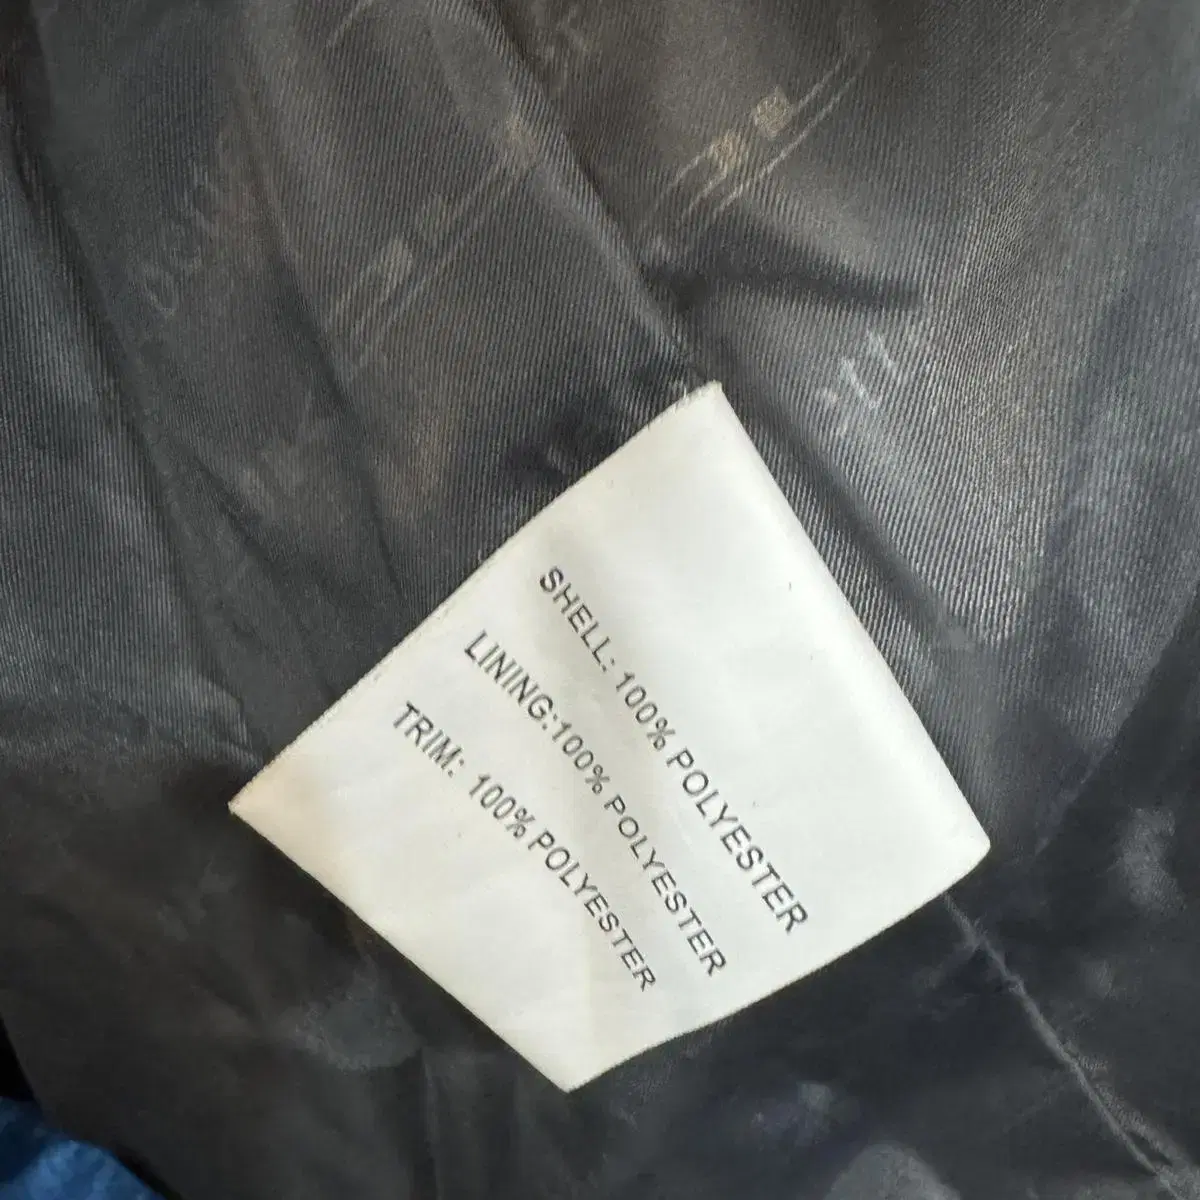 SHELL: 100% POLYESTER
LINING:100% POLYESTER
TRIM: 100% POLYESTER